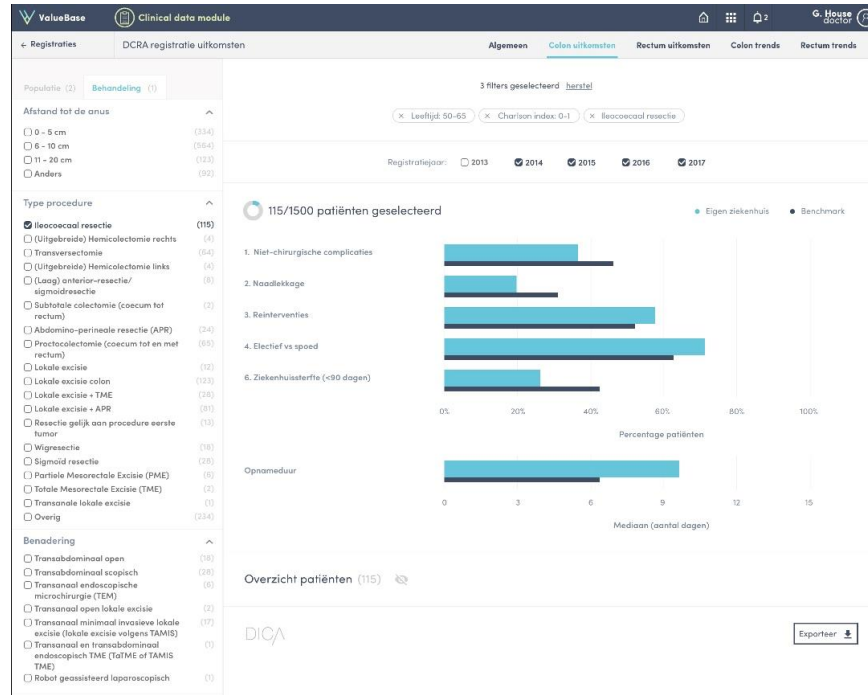 ValueBase
Clinical data module
2
G. House
doctor
← Registraties
DCRA registratie uitkomsten
Algemeen
Colon uitkomsten
Rectum uitkomsten
Colon trends
Rectum trends
Populatie (2)
Behandeling (1)
Afstand tot de anus
0 - 5 cm (334)
6 - 10 cm (564)
11 - 20 cm (123)
Anders (92)
Type procedure
Ileocoecaal resectie (115)
(Uitgebreide) Hemicolectomie rechts (4)
Transversectomie (64)
(Uitgebreide) Hemicolectomie links (4)
(Laag) anterior-resectie/ (8)
sigmoidresectie
Subtotale colectomie (coecum tot (2)
rectum)
Abdomino-perineale resectie (APR) (24)
Proctocolectomie (coecum tot en met (65)
rectum)
Lokale excisie (12)
Lokale excisie colon (123)
Lokale excisie + TME (28)
Lokale excisie + APR (81)
Resectie gelijk aan procedure eerste (13)
tumor
Wigresectie (18)
Sigmoïd resectie (28)
Partiele Mesorectale Excisie (PME) (6)
Totale Mesorectale Excisie (TME) (2)
Transanale lokale excisie (1)
Overig (234)
Benadering
Transabdominaal open (18)
Transabdominaal scopisch (28)
Transanaal endoscopische (6)
microchirurgie (TEM)
Transanaal open lokale excisie (2)
Transanaal minimaal invasieve lokale (17)
excisie (lokale excisie volgens TAMIS)
Transanaal en transabdominaal (1)
endoscopisch TME (TaTME of TAMIS
TME)
Robot geassisteerd laparoscopisch (1)
3 filters geselecteerd herstel
× Leeftijd: 50-65
× Charlson index: 0-1
× Ileocoecaal resectie
Registratiejaar: 2013 2014 2015 2016 2017
115/1500 patiënten geselecteerd
Eigen ziekenhuis
Benchmark
1. Niet-chirurgische complicaties
2. Naadlekkage
3. Reinterventies
4. Electief vs spoed
6. Ziekenhuissterfte (<90 dagen)
0% 20% 40% 60% 80% 100%
Percentage patiënten
Opnameduur
0 3 6 9 12 15
Mediaan (aantal dagen)
Overzicht patiënten (115)
DICA
Exporteer